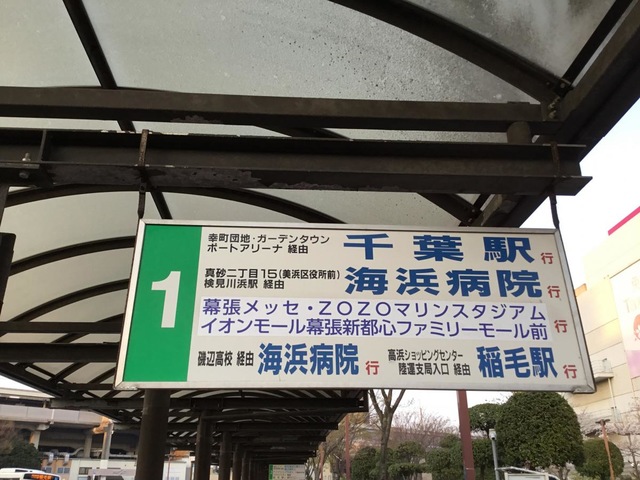 1
幸町団地・ガーデンタウン
ポートアリーナ 経由
千葉駅行
真砂二丁目15(美浜区役所前)
検見川浜駅 経由
海浜病院行
幕張メッセ・ZOZOマリンスタジアム
イオンモール幕張新都心ファミリーモール前行
磯辺高校 経由 海浜病院行
高浜ショッピングセンター
陸運支局入口 経由
稲毛駅行